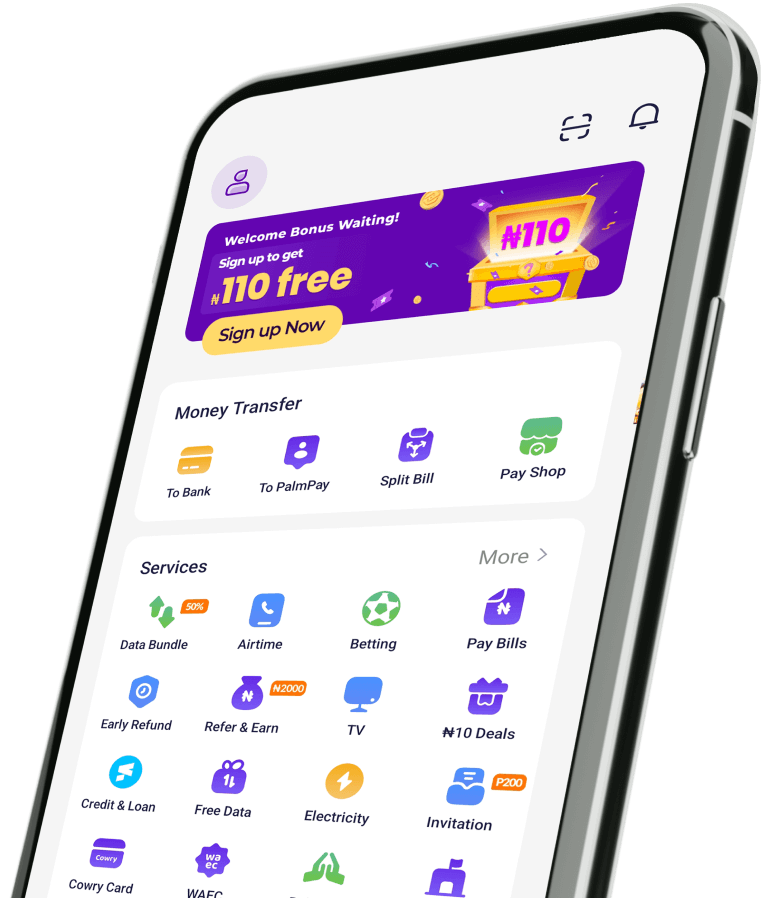 Welcome Bonus Waiting!
Sign up to get
₦110 free
Sign up Now
₦110
Money Transfer
To Bank
To PalmPay
Split Bill
Pay Shop
Services
More >
50%
Data Bundle
Airtime
Betting
Pay Bills
₦
Early Refund
₦
₦2000
Refer & Earn
TV
₦10 Deals
Credit & Loan
Free Data
Electricity
P200
Invitation
Cowry
Cowry Card
wa
ec
WAEC